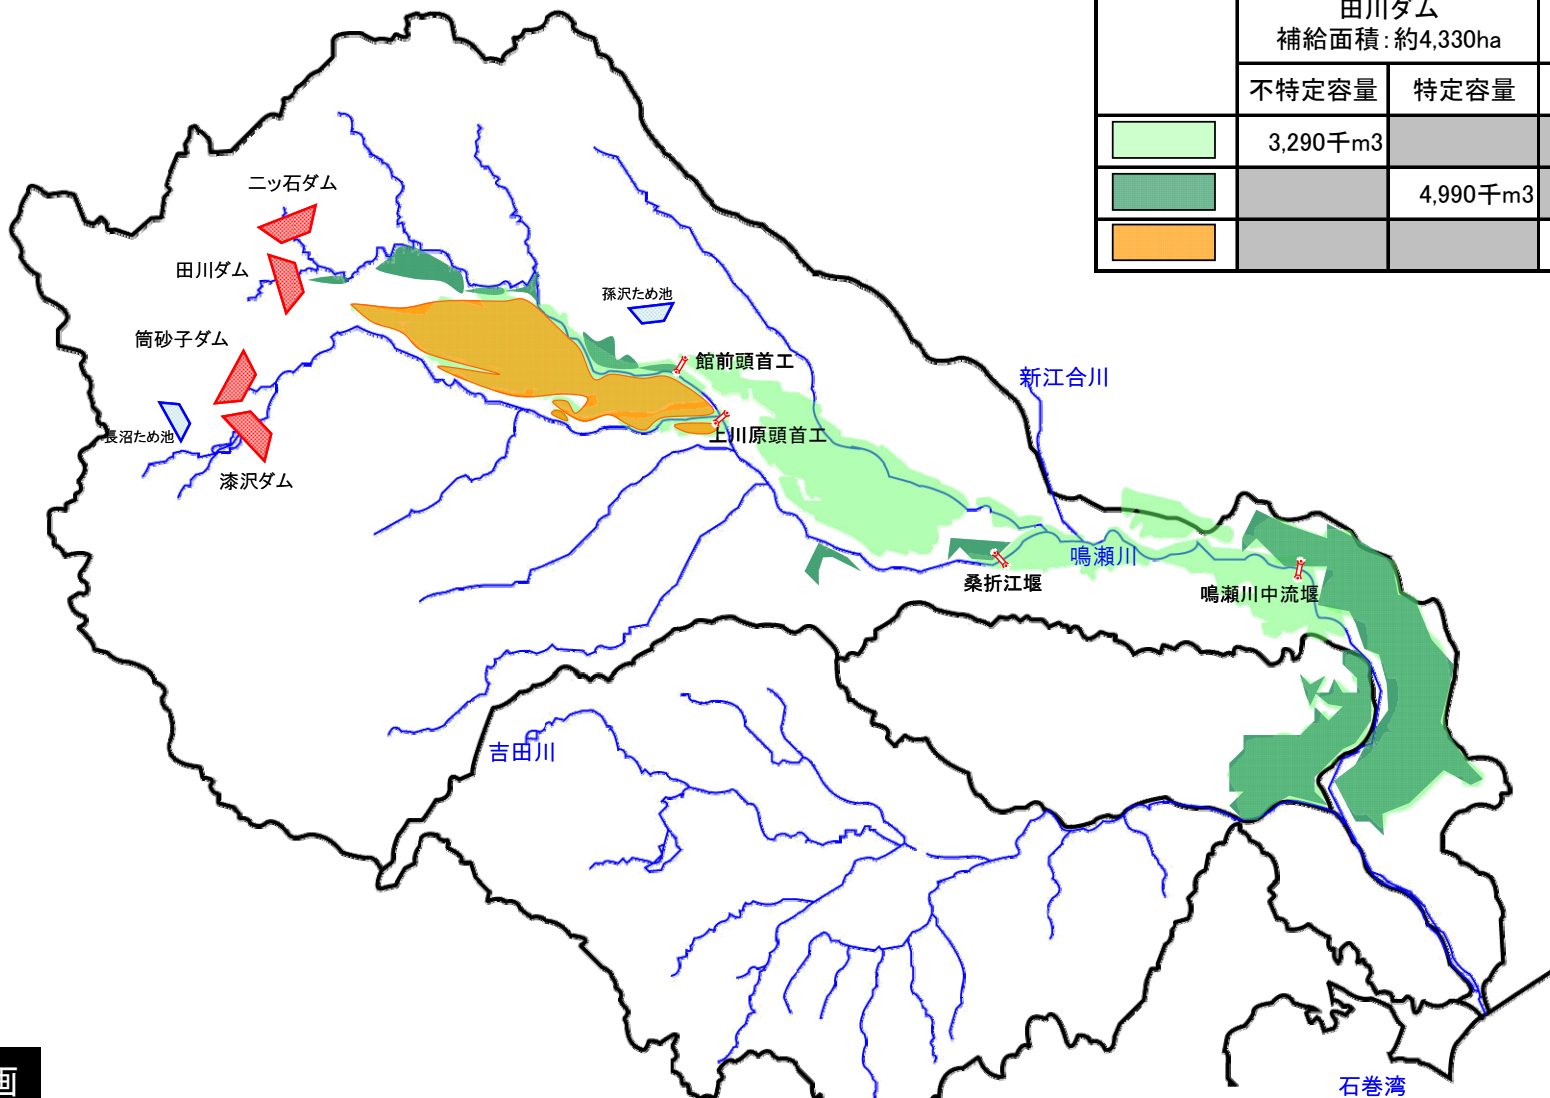 田川ダム
補給面積:約4,330ha
不特定容量
特定容量
3,290千m3
4,990千m3
二ッ石ダム
田川ダム
孫沢ため池
筒砂子ダム
館前頭首工
新江合川
長沼ため池
上川原頭首工
漆沢ダム
鳴瀬川
桑折江堰
鳴瀬川中流堰
吉田川
画
石巻湾